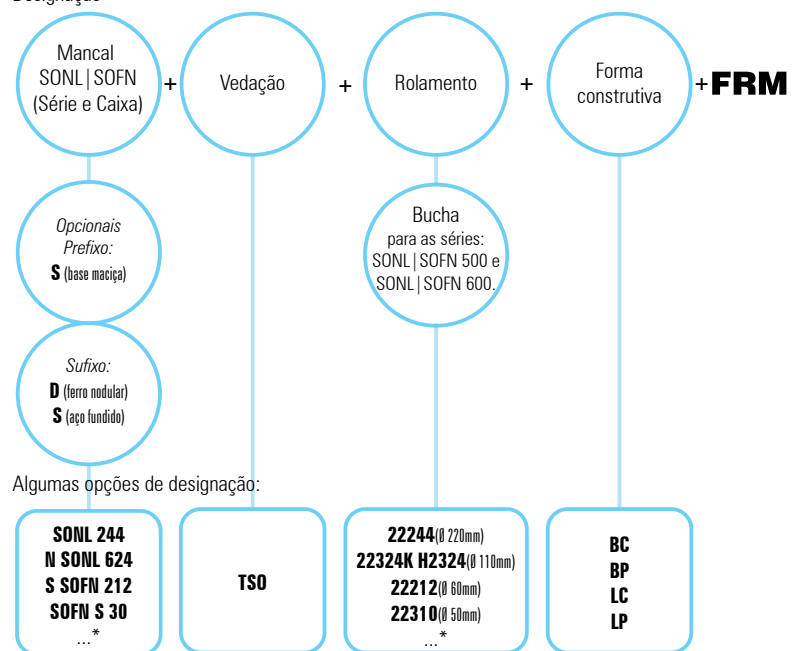 Designação
Mancal
SONL|SOFN
(Série e Caixa)
+
Vedação
+
Rolamento
+
Forma
construtiva
+FRM
Opcionais
Prefixo:
S (base maciça)
Bucha
para as séries:
SONL|SOFN 500 e
SONL|SOFN 600.
Sufixo:
D (ferro nodular)
S (aço fundido)
Algumas opções de designação:
SONL 244
N SONL 624
S SOFN 212
SOFN S 30
...*
TSO
22244(Ø 220mm)
22324K H2324(Ø 110mm)
22212(Ø 60mm)
22310(Ø 50mm)
...*
BC
BP
LC
LP